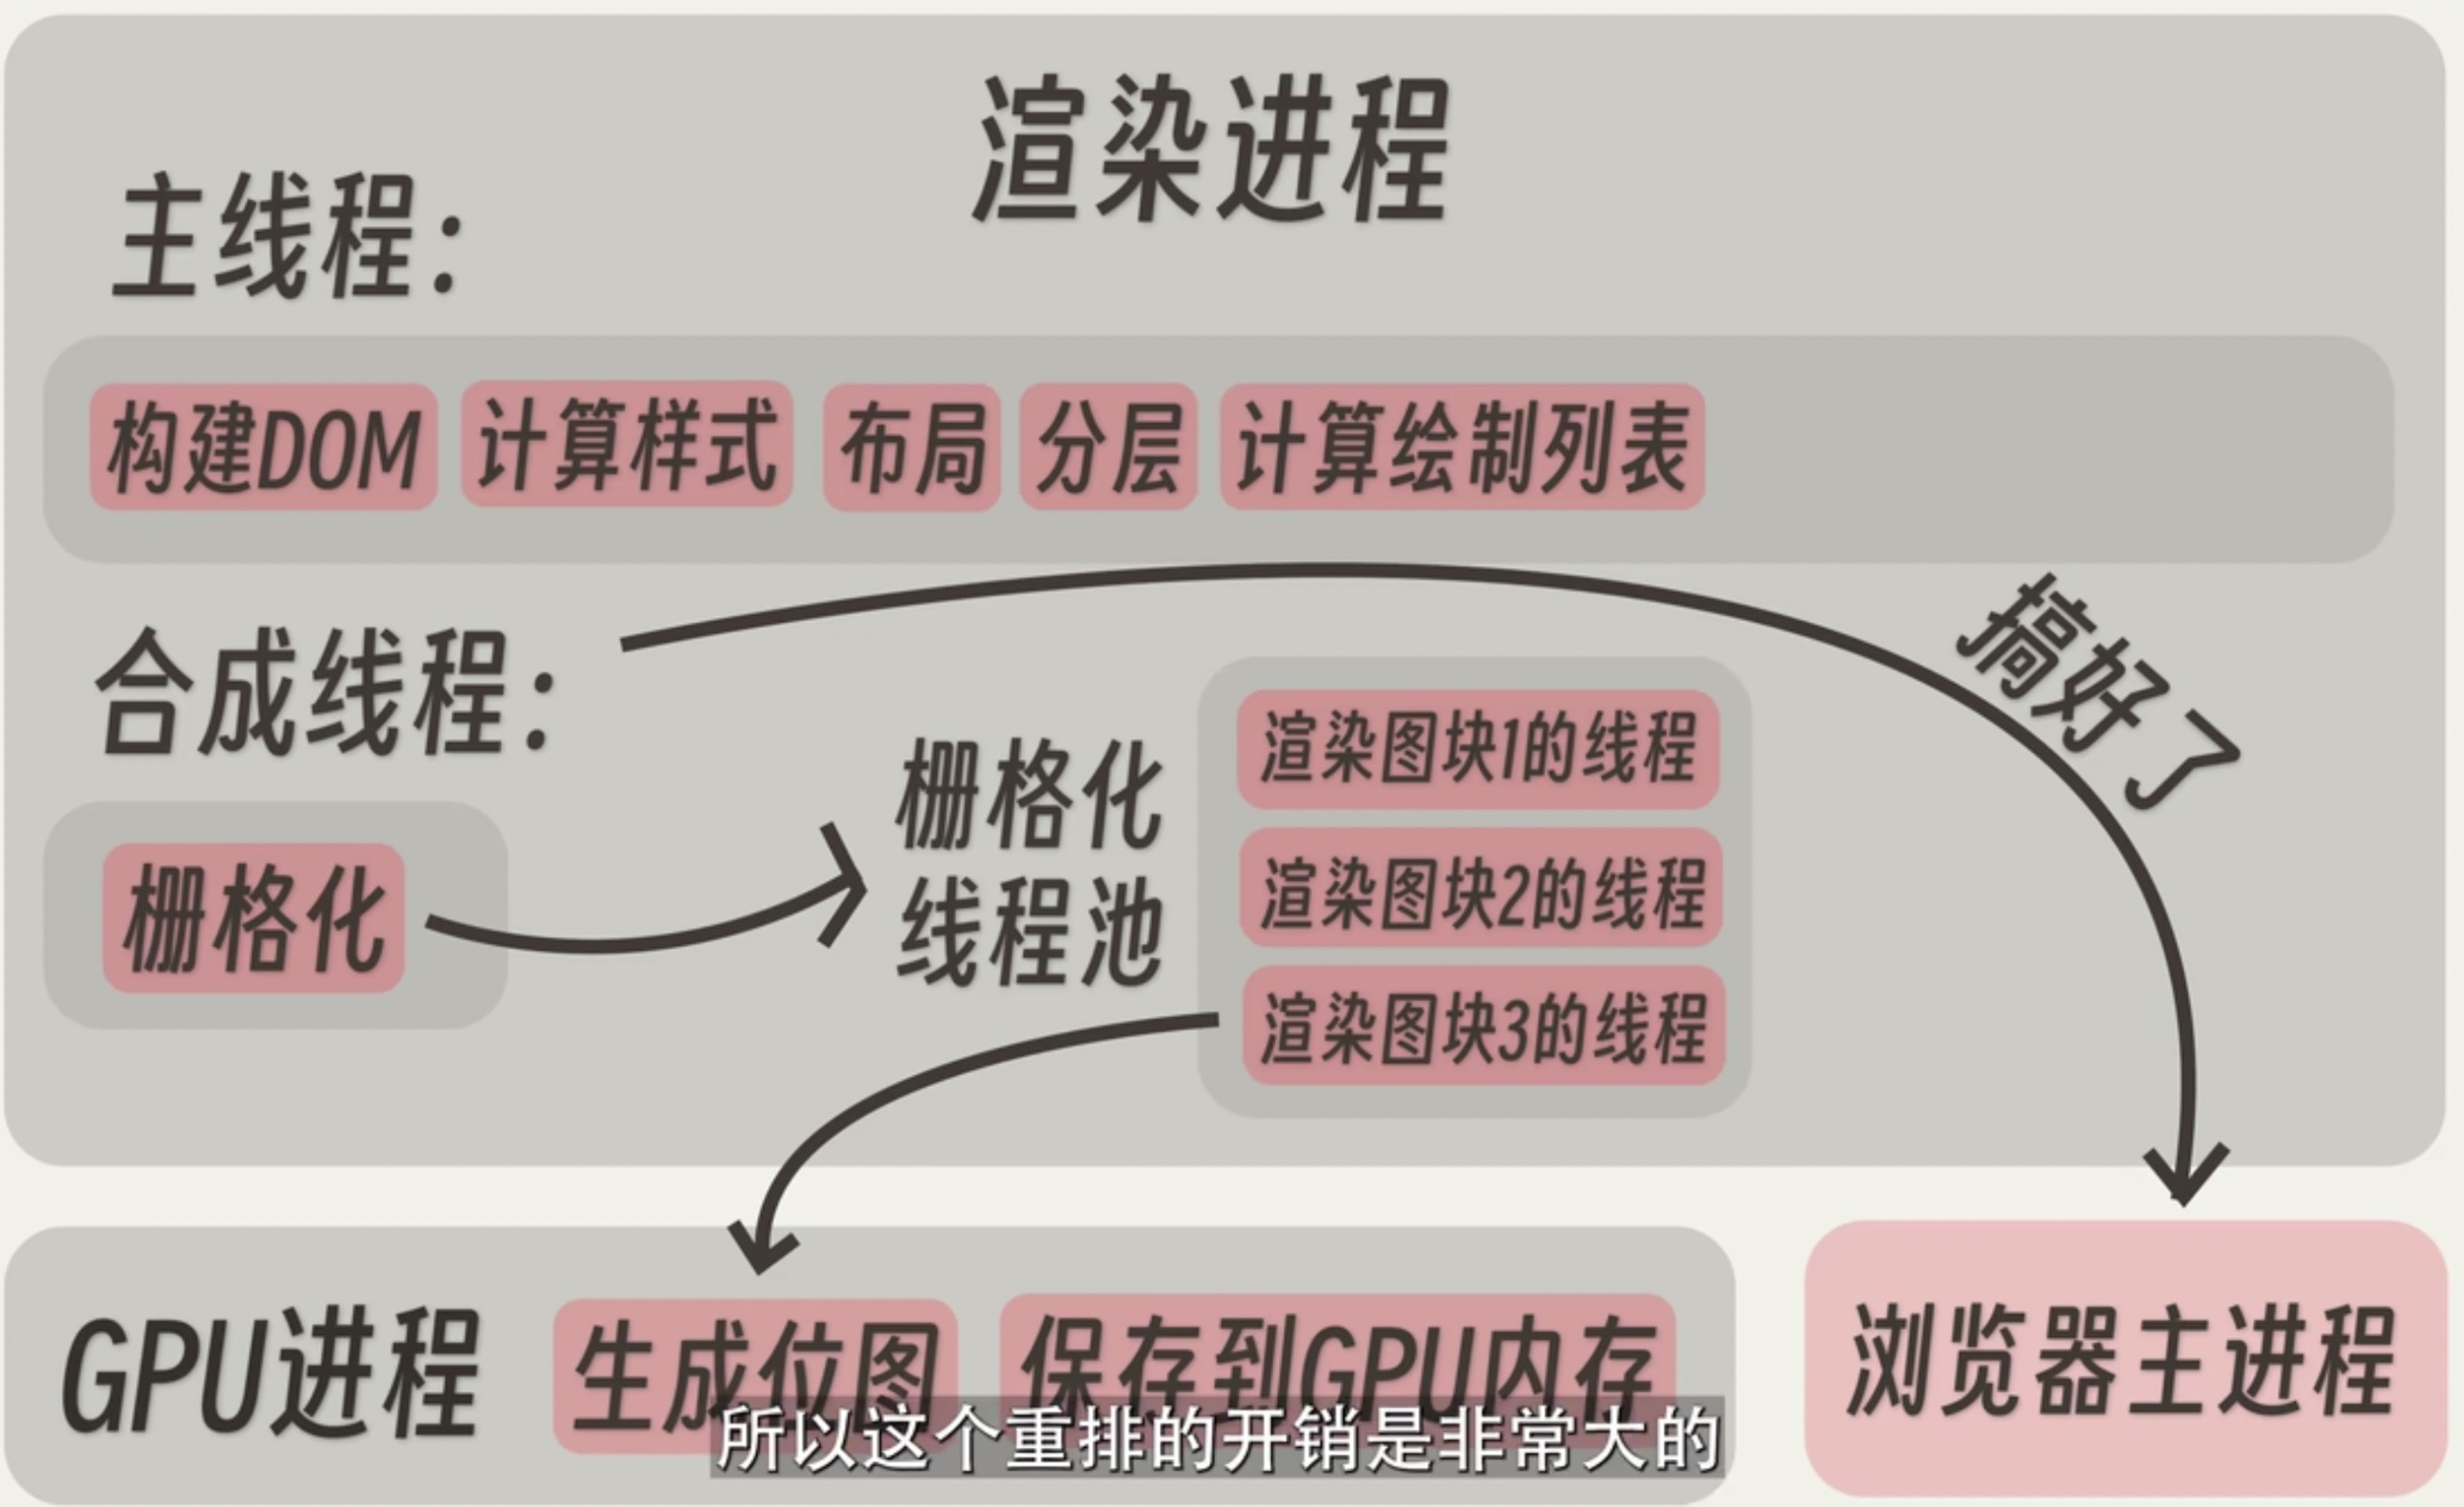 渲染进程
主线程：
构建DOM 计算样式 布局 分层 计算绘制列表
搞好了
合成线程：
栅格化
栅格化
线程池
渲染图块1的线程
渲染图块2的线程
渲染图块3的线程
GPU进程 生成位图 保存到GPU内存
浏览器主进程
所以这个重排的开销是非常大的